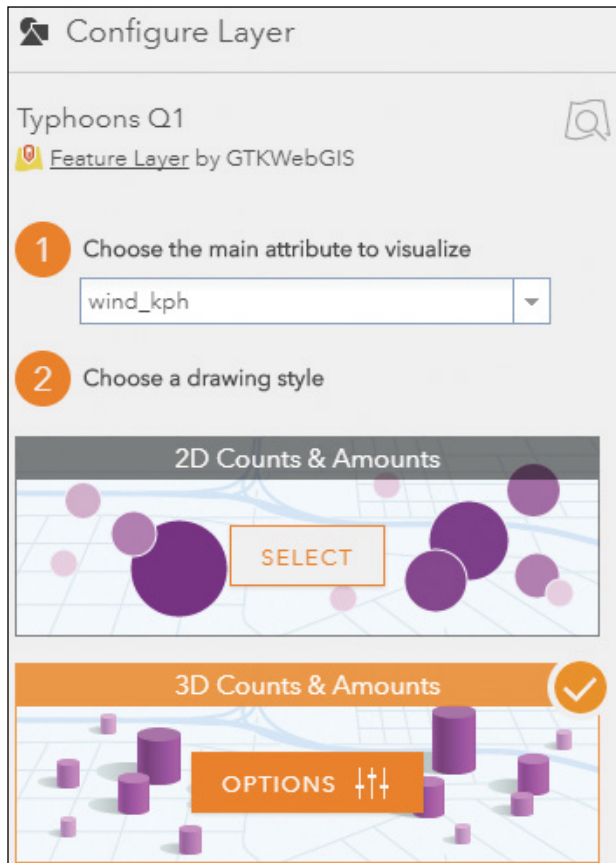 Configure Layer
Typhoons Q1
Feature Layer by GTKWebGIS
1 Choose the main attribute to visualize
wind_kph
2 Choose a drawing style
2D Counts & Amounts
SELECT
3D Counts & Amounts
OPTIONS